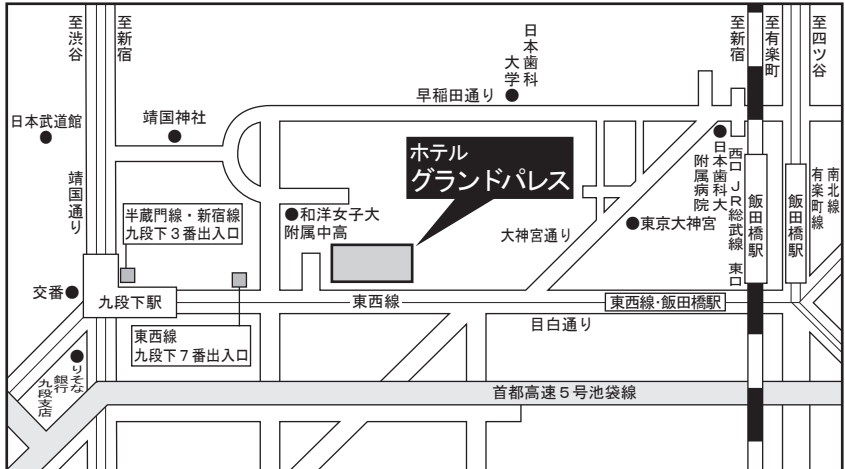 至渋谷
至新宿
日本歯科
大学
至新宿
至有楽町
至四ツ谷
早稲田通り
日本武道館
靖国神社
ホテル
グランドパレス
日本歯科大
附属病院
西口 JR総武線 東口
飯田橋駅
飯田橋駅
南北線
有楽町線
靖国通り
半蔵門線・新宿線
九段下3番出入口
和洋女子大
附属中高
大神宮通り
東京大神宮
交番
九段下駅
東西線
東西線・飯田橋駅
目白通り
東西線
九段下7番出入口
りそな
銀行
九段支店
首都高速5号池袋線